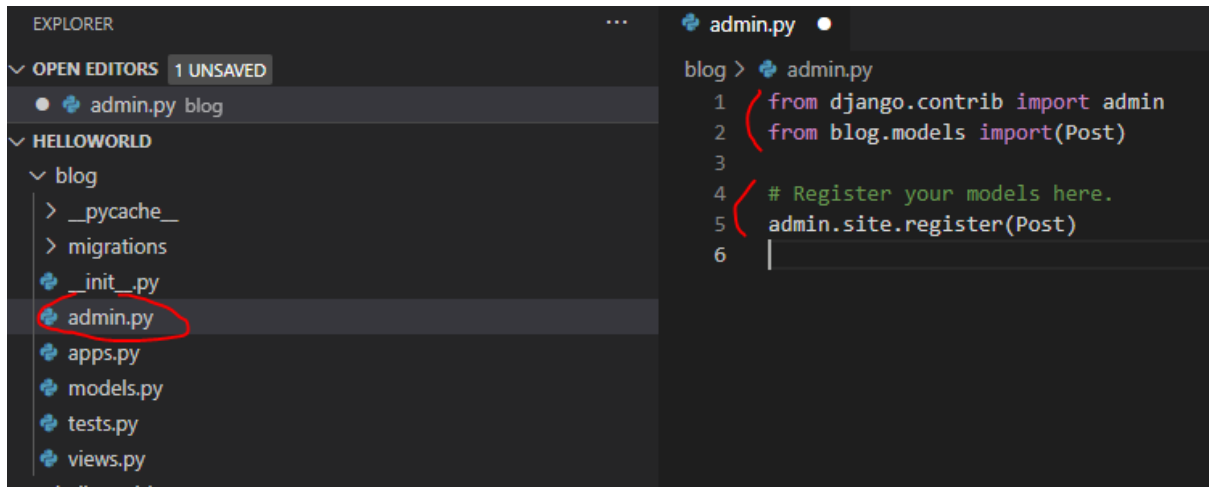 EXPLORER ...
OPEN EDITORS 1 UNSAVED
admin.py blog
HELLOWORLD
blog
__pycache__
migrations
__init__.py
admin.py
apps.py
models.py
tests.py
views.py
admin.py
blog > admin.py
1 from django.contrib import admin
2 from blog.models import(Post)
3
4 # Register your models here.
5 admin.site.register(Post)
6